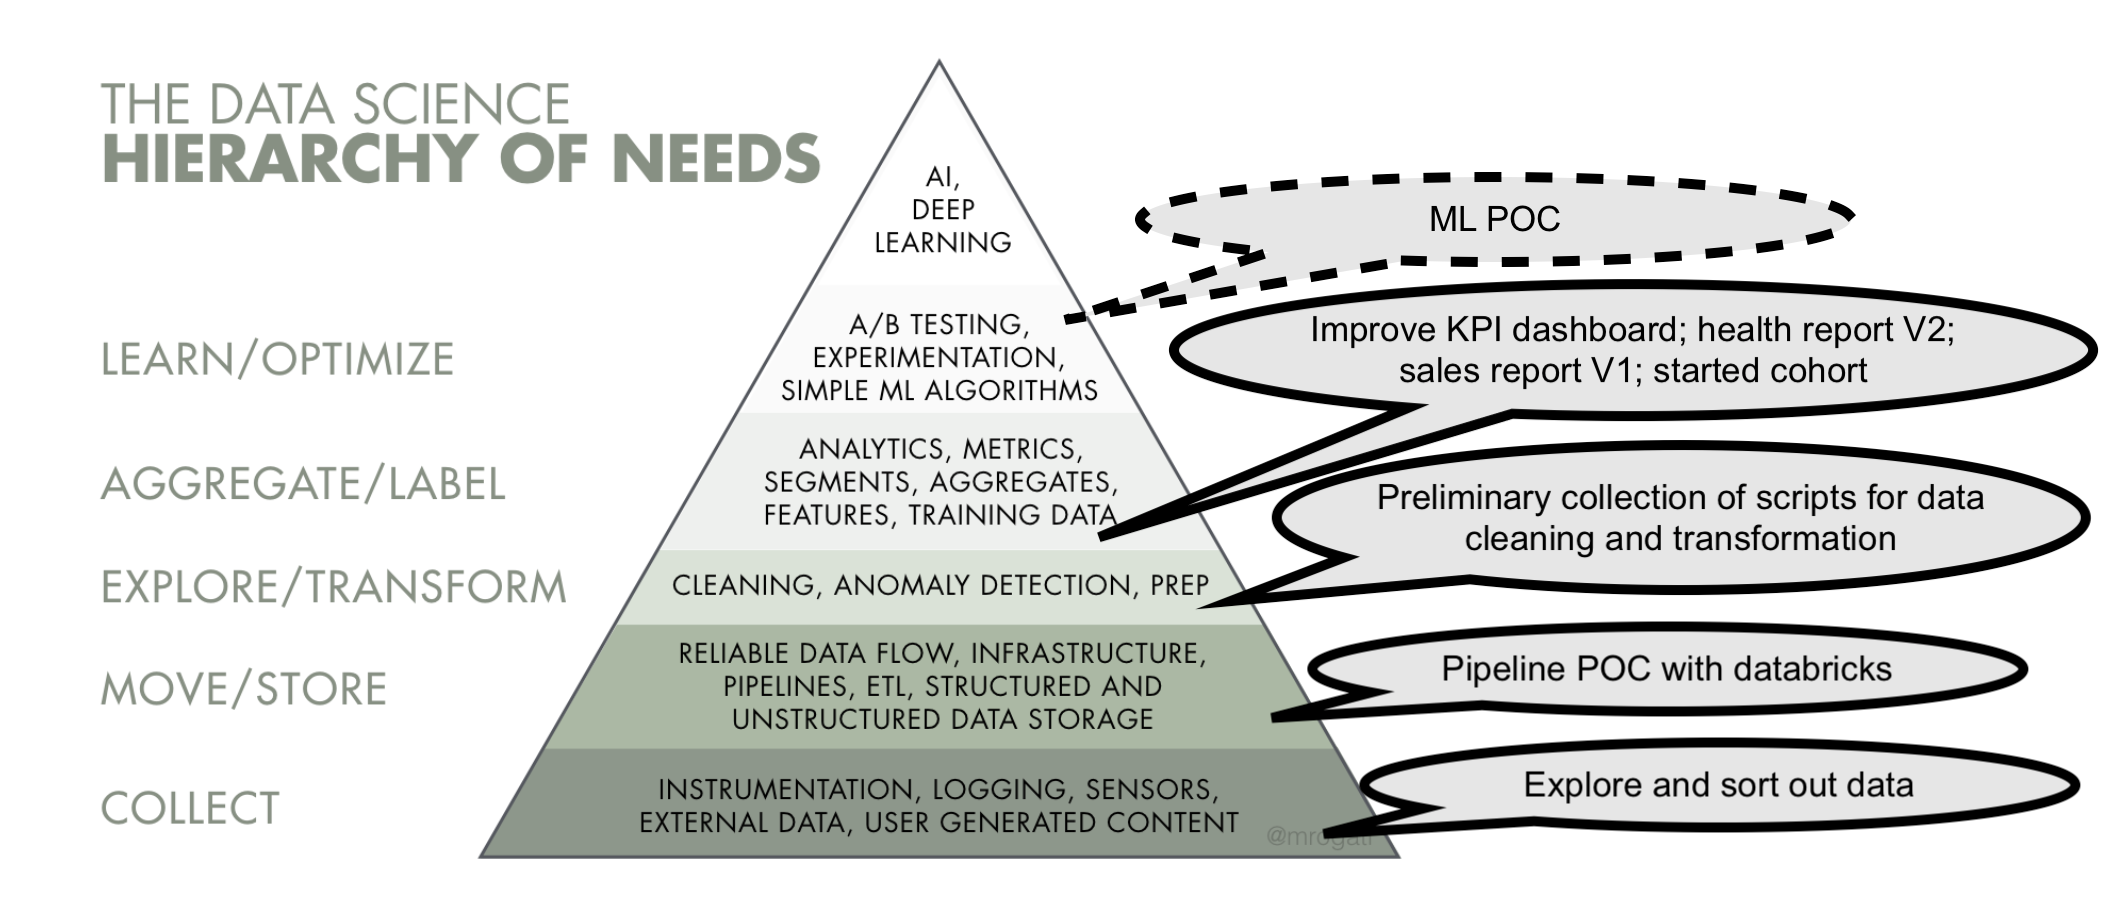 THE DATA SCIENCE
HIERARCHY OF NEEDS
AI,
DEEP
LEARNING
ML POC
LEARN/OPTIMIZE
A/B TESTING,
EXPERIMENTATION,
SIMPLE ML ALGORITHMS
Improve KPI dashboard; health report V2;
sales report V1; started cohort
AGGREGATE/LABEL
ANALYTICS, METRICS,
SEGMENTS, AGGREGATES,
FEATURES, TRAINING DATA
Preliminary collection of scripts for data
cleaning and transformation
EXPLORE/TRANSFORM
CLEANING, ANOMALY DETECTION, PREP
MOVE/STORE
RELIABLE DATA FLOW, INFRASTRUCTURE,
PIPELINES, ETL, STRUCTURED AND
UNSTRUCTURED DATA STORAGE
Pipeline POC with databricks
COLLECT
INSTRUMENTATION, LOGGING, SENSORS,
EXTERNAL DATA, USER GENERATED CONTENT
Explore and sort out data
@mrogati